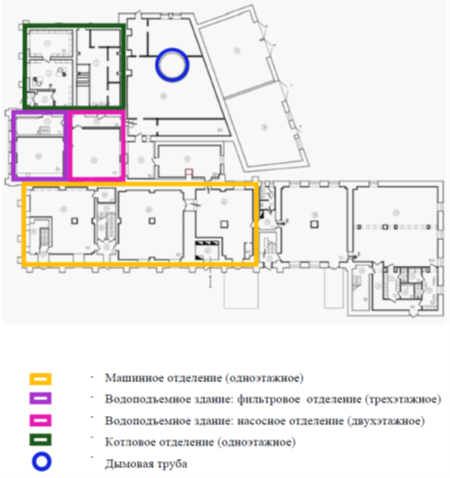 - Машинное отделение (одноэтажное)
- Водоподъемное здание: фильтровое отделение (трехэтажное)
- Водоподъемное здание: насосное отделение (двухэтажное)
- Котловое отделение (одноэтажное)
- Дымовая труба